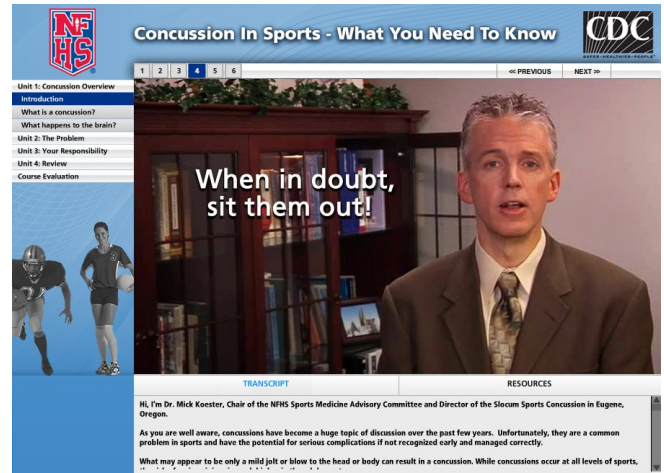 NF
HS
Concussion In Sports - What You Need To Know
CDC
SAFER • HEALTHIER • PEOPLE™
1 2 3 4 5 6
<< PREVIOUS NEXT >>
Unit 1: Concussion Overview
Introduction
What is a concussion?
What happens to the brain?
Unit 2: The Problem
Unit 3: Your Responsibility
Unit 4: Review
Course Evaluation
When in doubt,
sit them out!
TRANSCRIPT RESOURCES
Hi, I'm Dr. Mick Koester, Chair of the NFHS Sports Medicine Advisory Committee and Director of the Slocum Sports Concussion in Eugene,
Oregon.
As you are well aware, concussions have become a huge topic of discussion over the past few years. Unfortunately, they are a common
problem in sports and have the potential for serious complications if not recognized early and managed correctly.
What may appear to be only a mild jolt or blow to the head or body can result in a concussion. While concussions occur at all levels of sports,